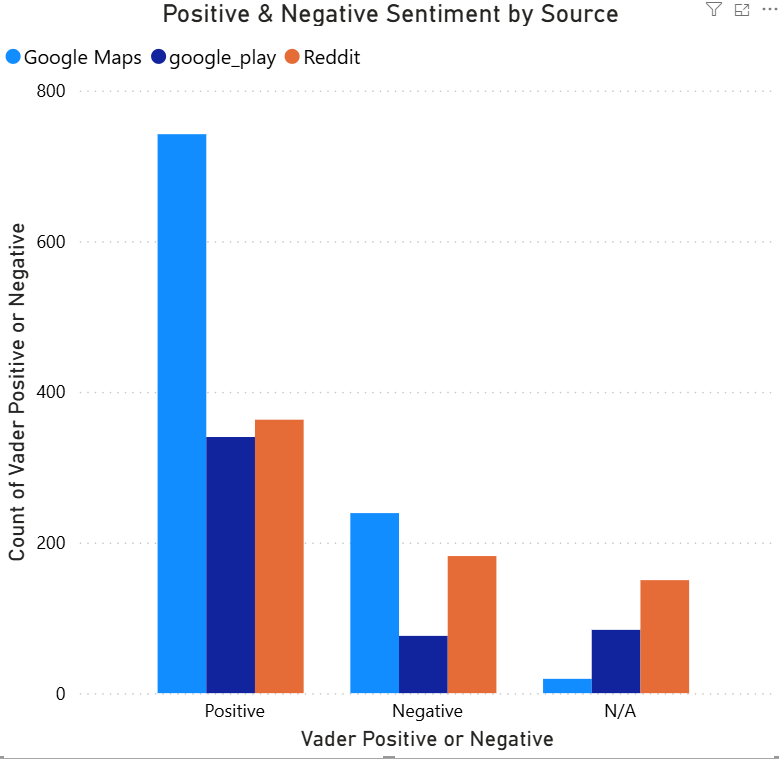 Positive & Negative Sentiment by Source
Google Maps google_play Reddit
Count of Vader Positive or Negative
800
600
400
200
0
Positive Negative N/A
Vader Positive or Negative